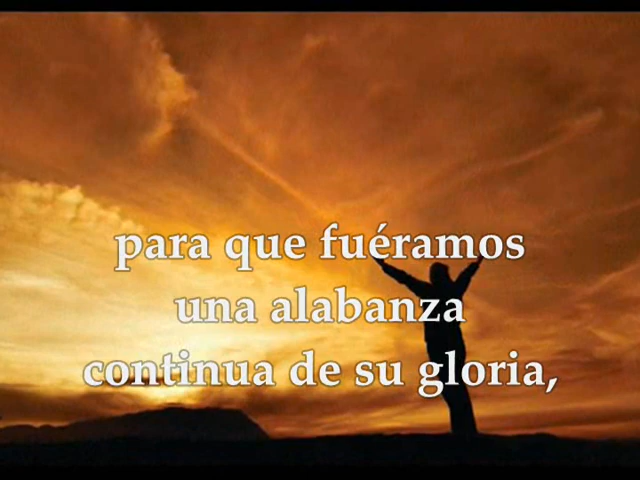 para que fuéramos
una alabanza
continua de su gloria,